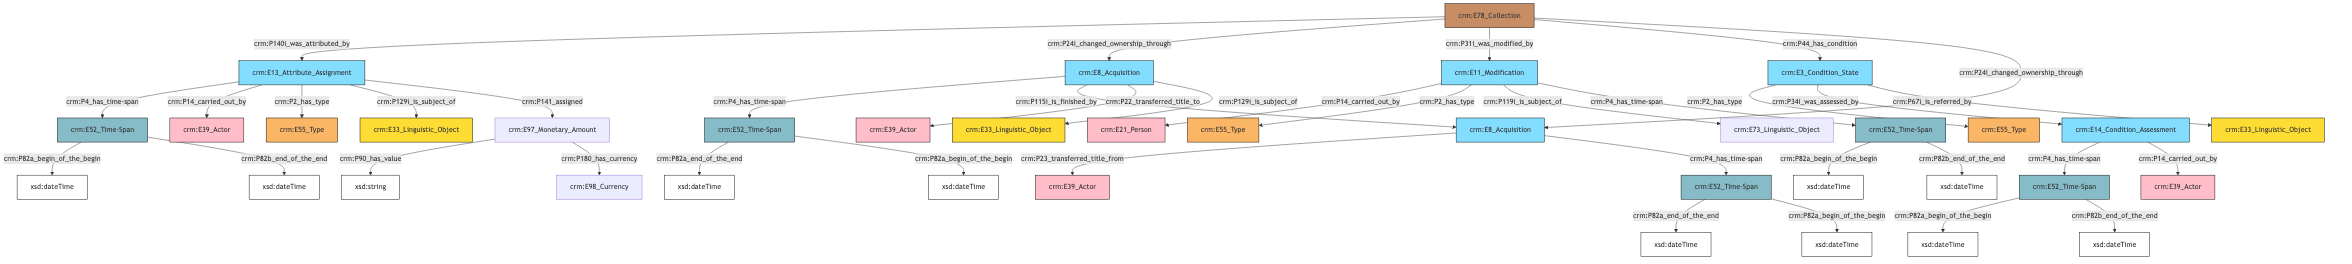 crm:E78_Collection
crm:P140i_was_attributed_by
crm:P24i_changed_ownership_through
crm:P31i_was_modified_by
crm:P44_has_condition
crm:E13_Attribute_Assignment
crm:E8_Acquisition
crm:E11_Modification
crm:E3_Condition_State
crm:P24i_changed_ownership_through
crm:P4_has_time-span
crm:P14_carried_out_by
crm:P2_has_type
crm:P129i_is_subject_of
crm:P141_assigned
crm:P4_has_time-span
crm:P115i_is_finished_by
crm:P22_transferred_title_to
crm:P129i_is_subject_of
crm:P14_carried_out_by
crm:P2_has_type
crm:P119i_is_subject_of
crm:P4_has_time-span
crm:P2_has_type
crm:P34i_was_assessed_by
crm:P67i_is_referred_by
crm:E52_Time-Span
crm:E39_Actor
crm:E55_Type
crm:E33_Linguistic_Object
crm:E97_Monetary_Amount
crm:E52_Time-Span
crm:E39_Actor
crm:E33_Linguistic_Object
crm:E21_Person
crm:E55_Type
crm:E8_Acquisition
crm:E73_Linguistic_Object
crm:E52_Time-Span
crm:E55_Type
crm:E14_Condition_Assessment
crm:E33_Linguistic_Object
crm:P82a_begin_of_the_begin
crm:P82b_end_of_the_end
crm:P90_has_value
crm:P180_has_currency
crm:P82a_end_of_the_end
crm:P82a_begin_of_the_begin
crm:P23_transferred_title_from
crm:P4_has_time-span
crm:P82a_begin_of_the_begin
crm:P82b_end_of_the_end
crm:P4_has_time-span
crm:P14_carried_out_by
xsd:dateTime
xsd:dateTime
xsd:string
crm:E98_Currency
xsd:dateTime
xsd:dateTime
crm:E39_Actor
crm:E52_Time-Span
xsd:dateTime
xsd:dateTime
crm:E52_Time-Span
crm:E39_Actor
crm:P82a_end_of_the_end
crm:P82a_begin_of_the_begin
crm:P82a_begin_of_the_begin
crm:P82b_end_of_the_end
xsd:dateTime
xsd:dateTime
xsd:dateTime
xsd:dateTime